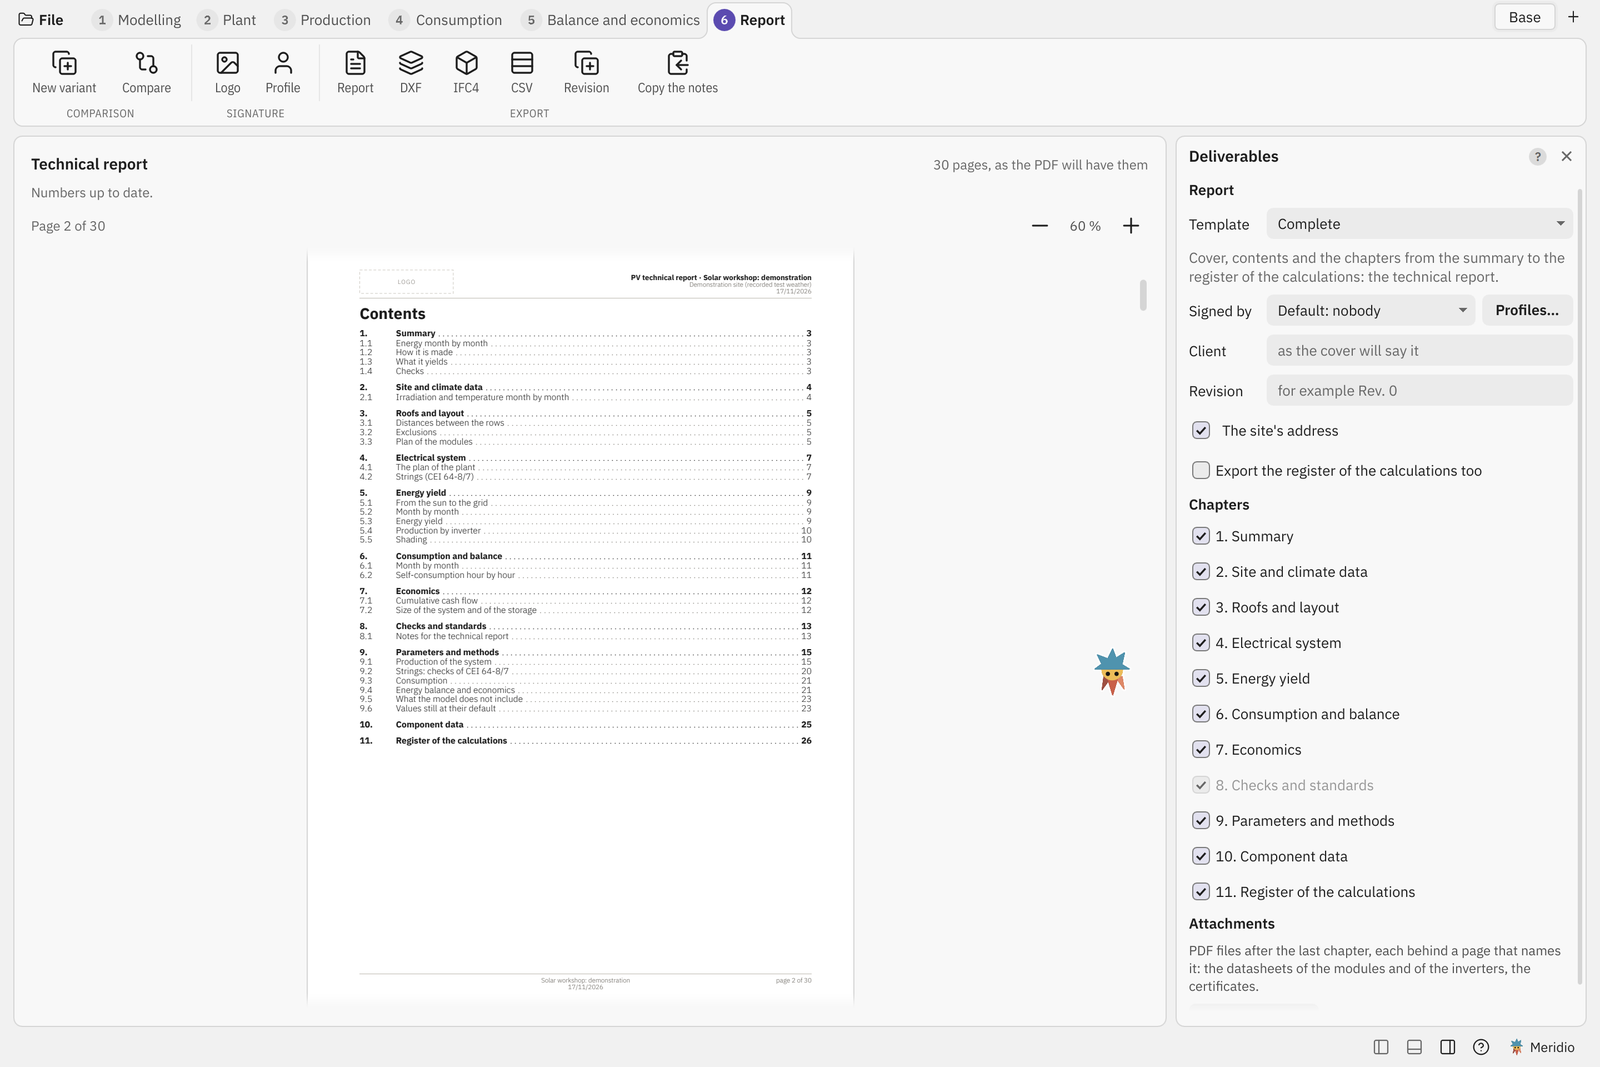 File
1 Modelling
2 Plant
3 Production
4 Consumption
5 Balance and economics
6 Report
Base
New variant
Compare
Logo
Profile
Report
DXF
IFC4
CSV
Revision
Copy the notes
COMPARISON
SIGNATURE
EXPORT
Technical report
30 pages, as the PDF will have them
Numbers up to date.
Page 2 of 30
60 %
LOGO
PV technical report - Solar workshop: demonstration
Demonstration site (recorded test weather)
17/11/2026
Contents
1. Summary 3
1.1 Energy month by month 3
1.2 How it is made 3
1.3 What it yields 3
1.4 Checks 3
2. Site and climate data 4
2.1 Irradiation and temperature month by month 4
3. Roofs and layout 5
3.1 Distances between the rows 5
3.2 Exclusions 5
3.3 Plan of the modules 5
4. Electrical system 7
4.1 The plan of the plant 7
4.2 Strings (CEI 64-8/7) 7
5. Energy yield 9
5.1 From the sun to the grid 9
5.2 Month by month 9
5.3 Energy yield 9
5.4 Production by inverter 10
5.5 Shading 10
6. Consumption and balance 11
6.1 Month by month 11
6.2 Self-consumption hour by hour 11
7. Economics 12
7.1 Cumulative cash flow 12
7.2 Size of the system and of the storage 12
8. Checks and standards 13
8.1 Notes for the technical report 13
9. Parameters and methods 15
9.1 Production of the system 15
9.2 Strings: checks of CEI 64-8/7 20
9.3 Consumption 21
9.4 Energy balance and economics 21
9.5 What the model does not include 23
9.6 Values still at their default 23
10. Component data 25
11. Register of the calculations 26
Solar workshop: demonstration
17/11/2026
page 2 of 30
Deliverables
?
Report
Template Complete
Cover, contents and the chapters from the summary to the
register of the calculations: the technical report.
Signed by Default: nobody Profiles...
Client as the cover will say it
Revision for example Rev. 0
The site's address
Export the register of the calculations too
Chapters
1. Summary
2. Site and climate data
3. Roofs and layout
4. Electrical system
5. Energy yield
6. Consumption and balance
7. Economics
8. Checks and standards
9. Parameters and methods
10. Component data
11. Register of the calculations
Attachments
PDF files after the last chapter, each behind a page that names
it: the datasheets of the modules and of the inverters, the
certificates.
Meridio